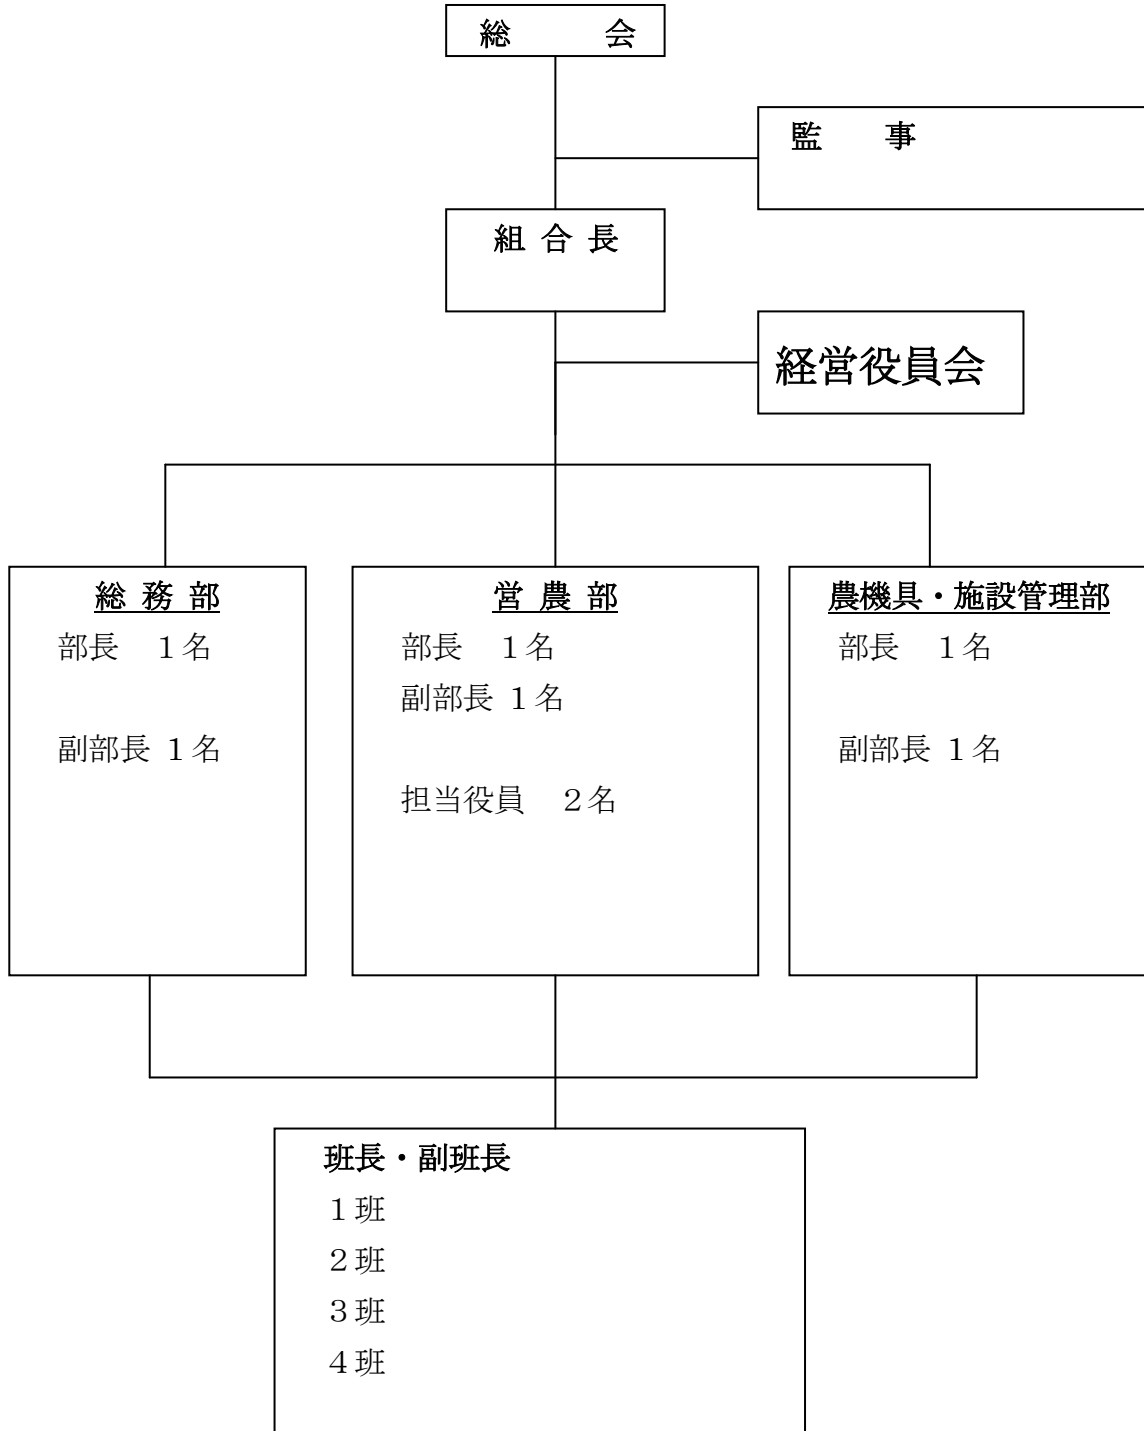 総　　会
監　　事
組 合 長
経営役員会
総 務 部
部長　１名
副部長 １名
営 農 部
部長　１名
副部長 １名
担当役員　２名
農機具・施設管理部
部長　１名
副部長 １名
班長・副班長
１班
２班
３班
４班